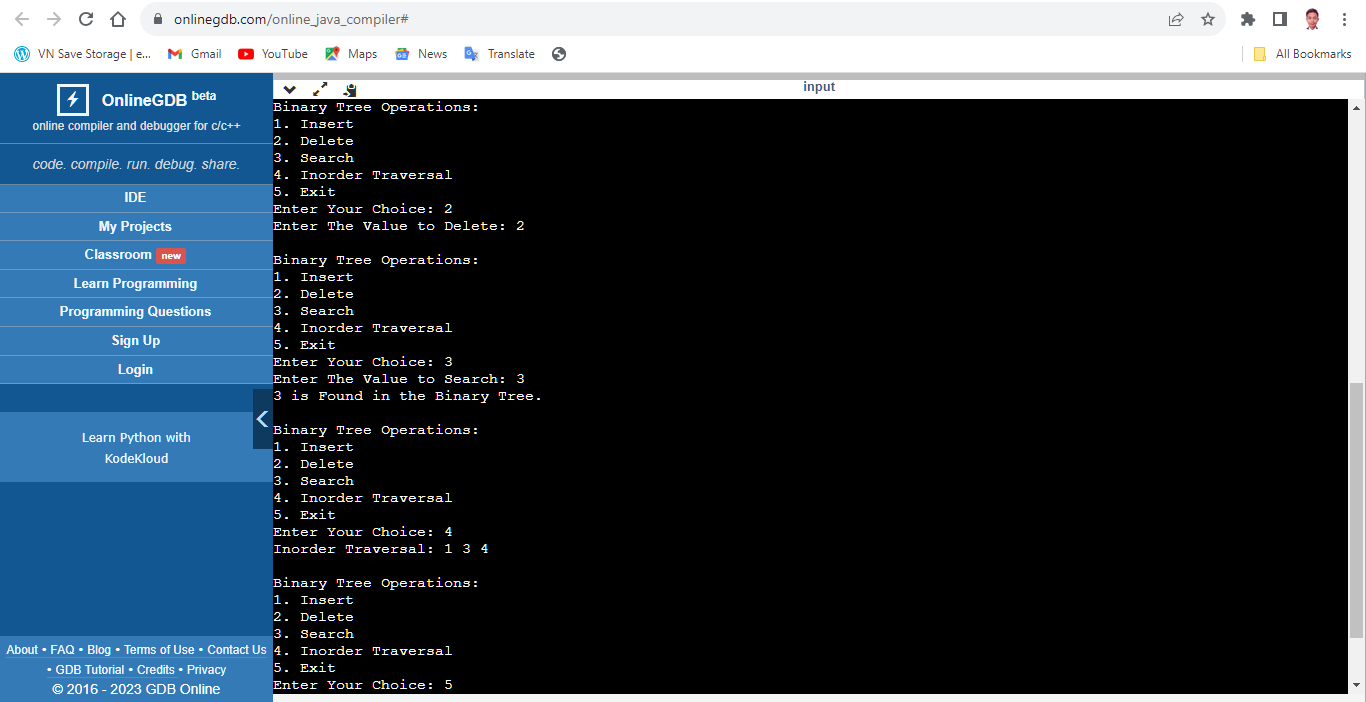 onlinegdb.com/online_java_compiler#
VN Save Storage | e... Gmail YouTube Maps News Translate All Bookmarks
OnlineGDB beta
online compiler and debugger for c/c++
code. compile. run. debug. share.
IDE
My Projects
Classroom new
Learn Programming
Programming Questions
Sign Up
Login
Learn Python with
KodeKloud
About • FAQ • Blog • Terms of Use • Contact Us
• GDB Tutorial • Credits • Privacy
© 2016 - 2023 GDB Online
input
Binary Tree Operations:
1. Insert
2. Delete
3. Search
4. Inorder Traversal
5. Exit
Enter Your Choice: 2
Enter The Value to Delete: 2
Binary Tree Operations:
1. Insert
2. Delete
3. Search
4. Inorder Traversal
5. Exit
Enter Your Choice: 3
Enter The Value to Search: 3
3 is Found in the Binary Tree.
Binary Tree Operations:
1. Insert
2. Delete
3. Search
4. Inorder Traversal
5. Exit
Enter Your Choice: 4
Inorder Traversal: 1 3 4
Binary Tree Operations:
1. Insert
2. Delete
3. Search
4. Inorder Traversal
5. Exit
Enter Your Choice: 5